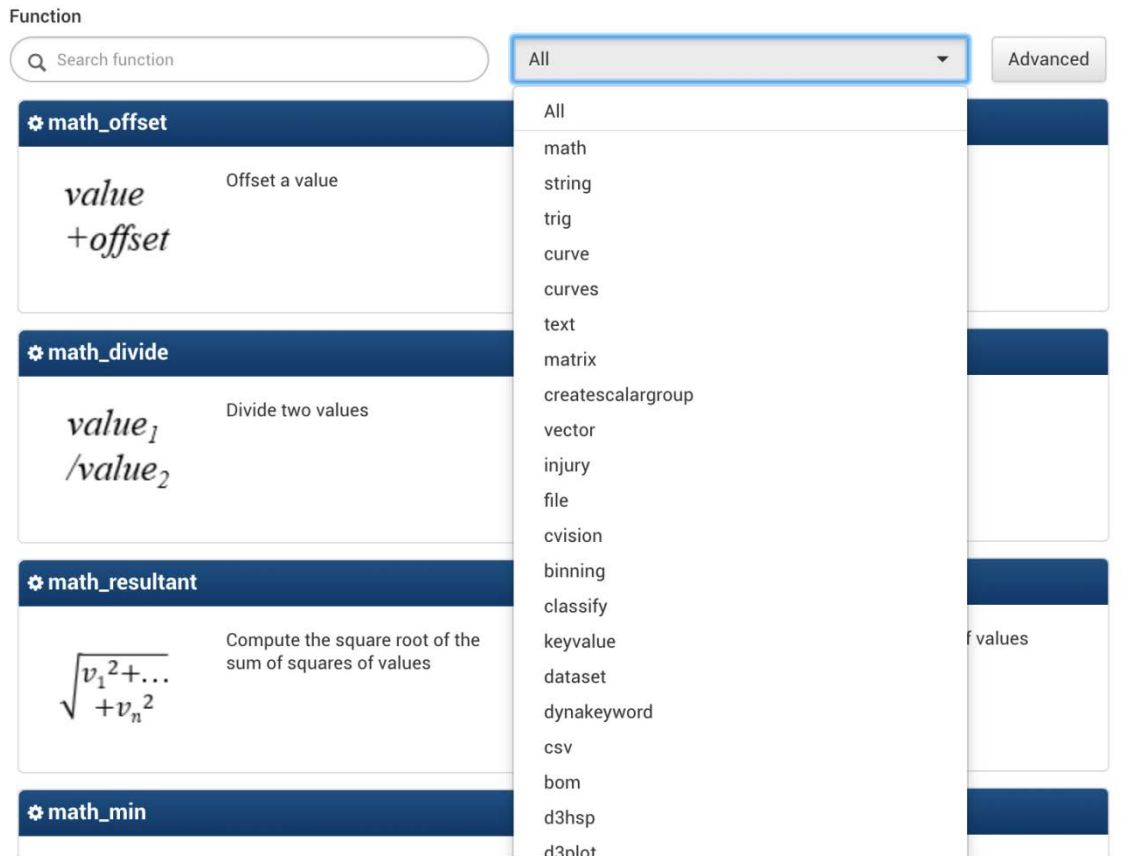 Function
Search function
All
Advanced
math_offset
value
+offset
Offset a value
math_divide
value₁
/value₂
Divide two values
math_resultant
√v₁²+...
+vₙ²
Compute the square root of the
sum of squares of values
math_min
All
math
string
trig
curve
curves
text
matrix
createscalargroup
vector
injury
file
cvision
binning
classify
keyvalue
dataset
dynakeyword
csv
bom
d3hsp
d3plot
f values